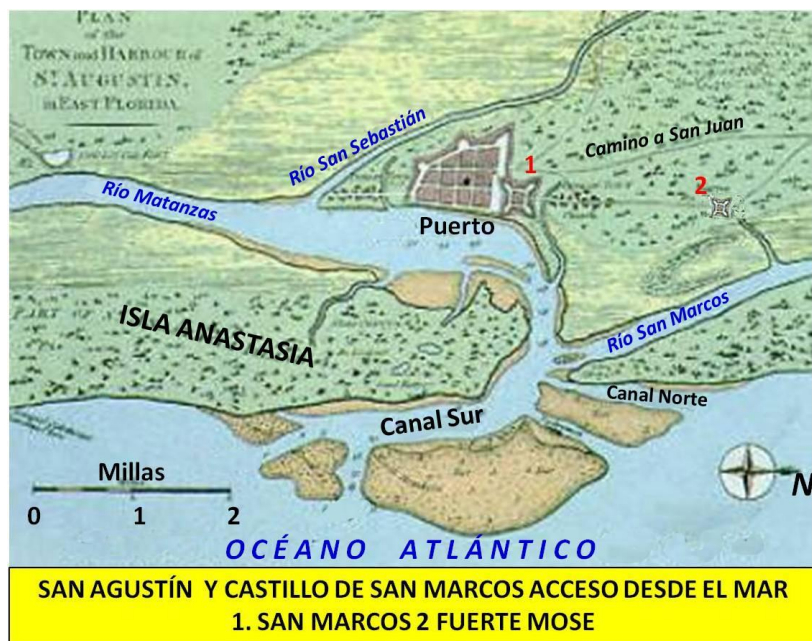 PLAN
of the
TOWN and HARBOUR of
ST. AUGUSTIN,
in EAST FLORIDA.
Río San Sebastián
1
Camino a San Juan
2
Río Matanzas
Puerto
ISLA ANASTASIA
Río San Marcos
Canal Norte
Canal Sur
Millas
N
0 1 2
OCÉANO ATLÁNTICO
SAN AGUSTÍN Y CASTILLO DE SAN MARCOS ACCESO DESDE EL MAR
1. SAN MARCOS 2 FUERTE MOSE